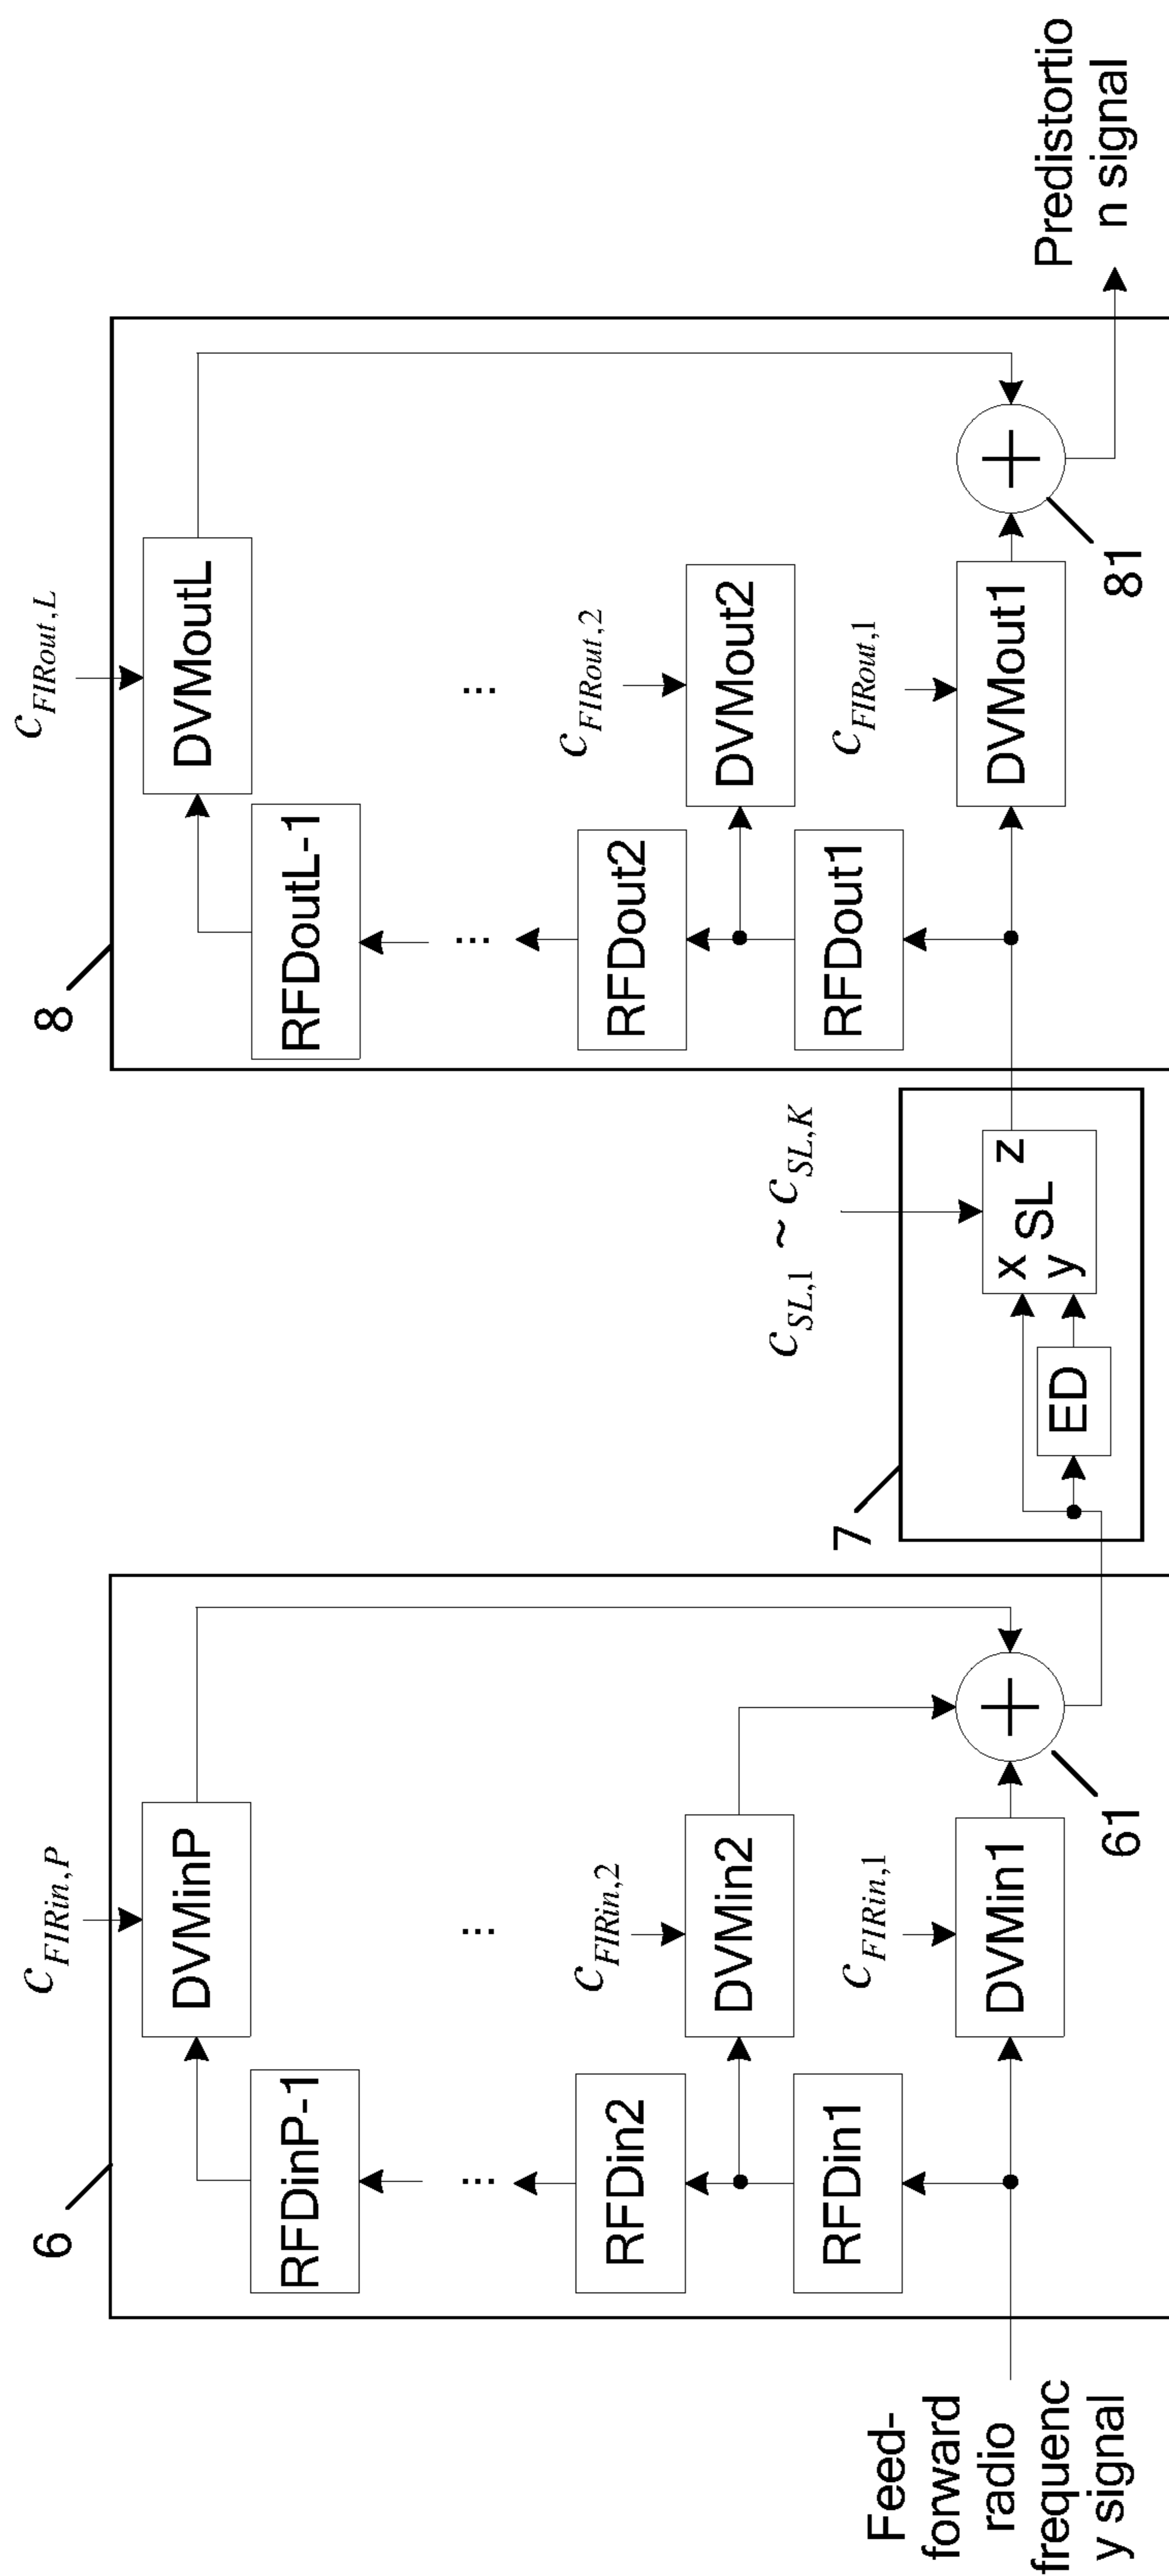 6
c_{FIRin,P}
DVMinP
RFDinP-1
...
...
c_{FIRin,2}
RFDin2
DVMin2
c_{FIRin,1}
RFDin1
DVMin1
61
Feed-
forward
radio
frequenc
y signal
7
c_{SL,1} ~ c_{SL,K}
ED
x SL z
y
8
c_{FIRout,L}
DVMoutL
RFDoutL-1
...
...
c_{FIRout,2}
RFDout2
DVMout2
c_{FIRout,1}
RFDout1
DVMout1
81
Predistortio
n signal